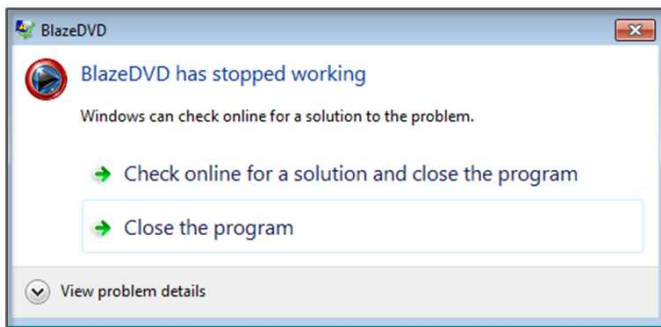 BlazeDVD
BlazeDVD has stopped working
Windows can check online for a solution to the problem.
Check online for a solution and close the program
Close the program
View problem details